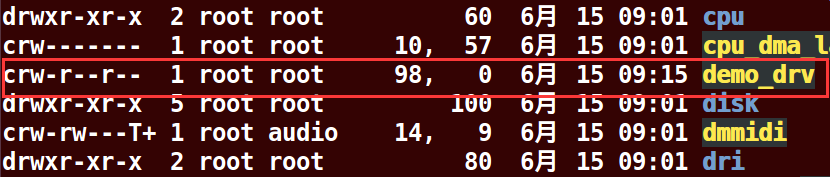 drwxr-xr-x 2 root root 60 6月 15 09:01 cpu
crw------- 1 root root 10, 57 6月 15 09:01 cpu_dma_l
crw-r--r-- 1 root root 98, 0 6月 15 09:15 demo_drv
drwxr-xr-x 5 root root 100 6月 15 09:01 disk
crw-rw---T+ 1 root audio 14, 9 6月 15 09:01 dmmidi
drwxr-xr-x 2 root root 80 6月 15 09:01 dri